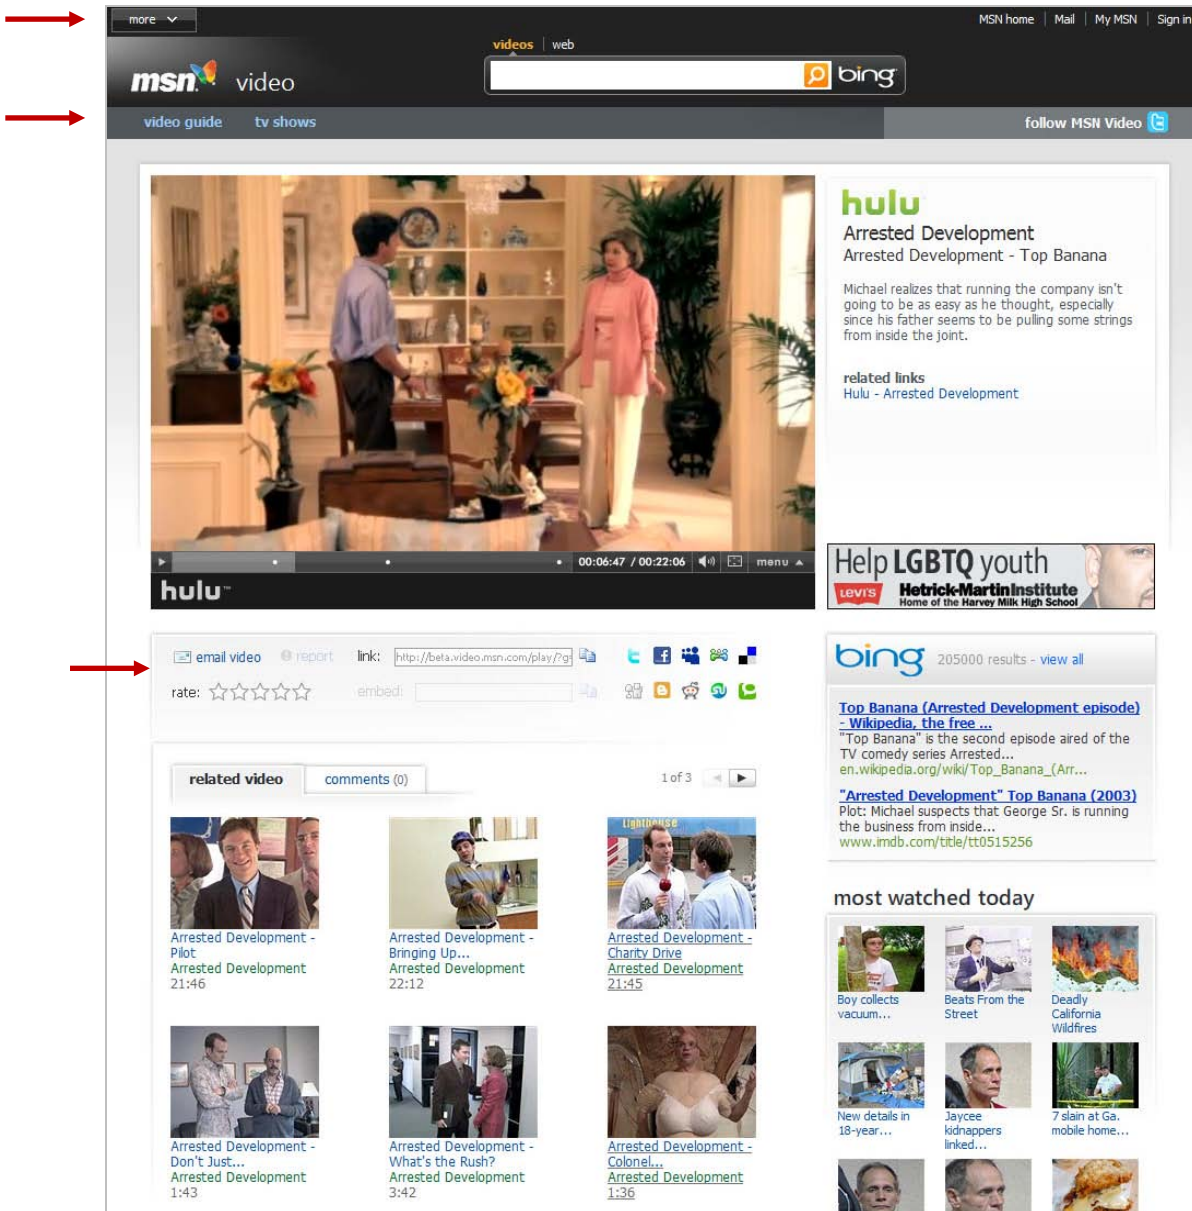 more
MSN home | Mail | My MSN | Sign in
videos | web
msn video
bing
video guide tv shows
follow MSN Video
hulu
Arrested Development
Arrested Development - Top Banana
Michael realizes that running the company isn't
going to be as easy as he thought, especially
since his father seems to be pulling some strings
from inside the joint.
related links
Hulu - Arrested Development
00:06:47 / 00:22:06 menu
hulu
Help LGBTQ youth
LEVI'S Hetrick-Martin Institute
Home of the Harvey Milk High School
email video report link: http://beta.video.msn.com/play/?g
rate: embed:
bing 205000 results - view all
Top Banana (Arrested Development episode)
- Wikipedia, the free ...
"Top Banana" is the second episode aired of the
TV comedy series Arrested...
en.wikipedia.org/wiki/Top_Banana_(Arr...
"Arrested Development" Top Banana (2003)
Plot: Michael suspects that George Sr. is running
the business from inside...
www.imdb.com/title/tt0515256
related video comments (0) 1 of 3
Lighthouse
Arrested Development -
Pilot
Arrested Development
21:46
Arrested Development -
Bringing Up...
Arrested Development
22:12
Arrested Development -
Charity Drive
Arrested Development
21:45
Arrested Development -
Don't Just...
Arrested Development
1:43
Arrested Development -
What's the Rush?
Arrested Development
3:42
Arrested Development -
Colonel...
Arrested Development
1:36
most watched today
Boy collects
vacuum...
Beats From the
Street
Deadly
California
Wildfires
New details in
18-year...
Jaycee
kidnappers
linked...
7 slain at Ga.
mobile home...